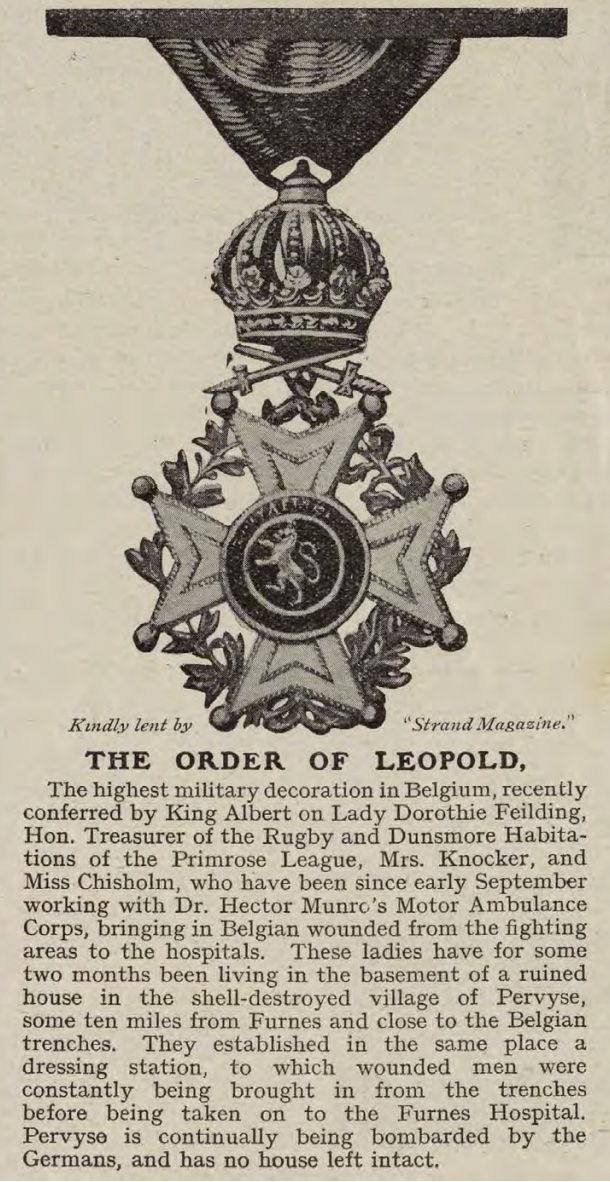 Kindly lent by "Strand Magazine."
THE ORDER OF LEOPOLD,
The highest military decoration in Belgium, recently
conferred by King Albert on Lady Dorothie Feilding,
Hon. Treasurer of the Rugby and Dunsmore Habita-
tions of the Primrose League, Mrs. Knocker, and
Miss Chisholm, who have been since early September
working with Dr. Hector Munro's Motor Ambulance
Corps, bringing in Belgian wounded from the fighting
areas to the hospitals. These ladies have for some
two months been living in the basement of a ruined
house in the shell-destroyed village of Pervyse,
some ten miles from Furnes and close to the Belgian
trenches. They established in the same place a
dressing station, to which wounded men were
constantly being brought in from the trenches
before being taken on to the Furnes Hospital.
Pervyse is continually being bombarded by the
Germans, and has no house left intact.